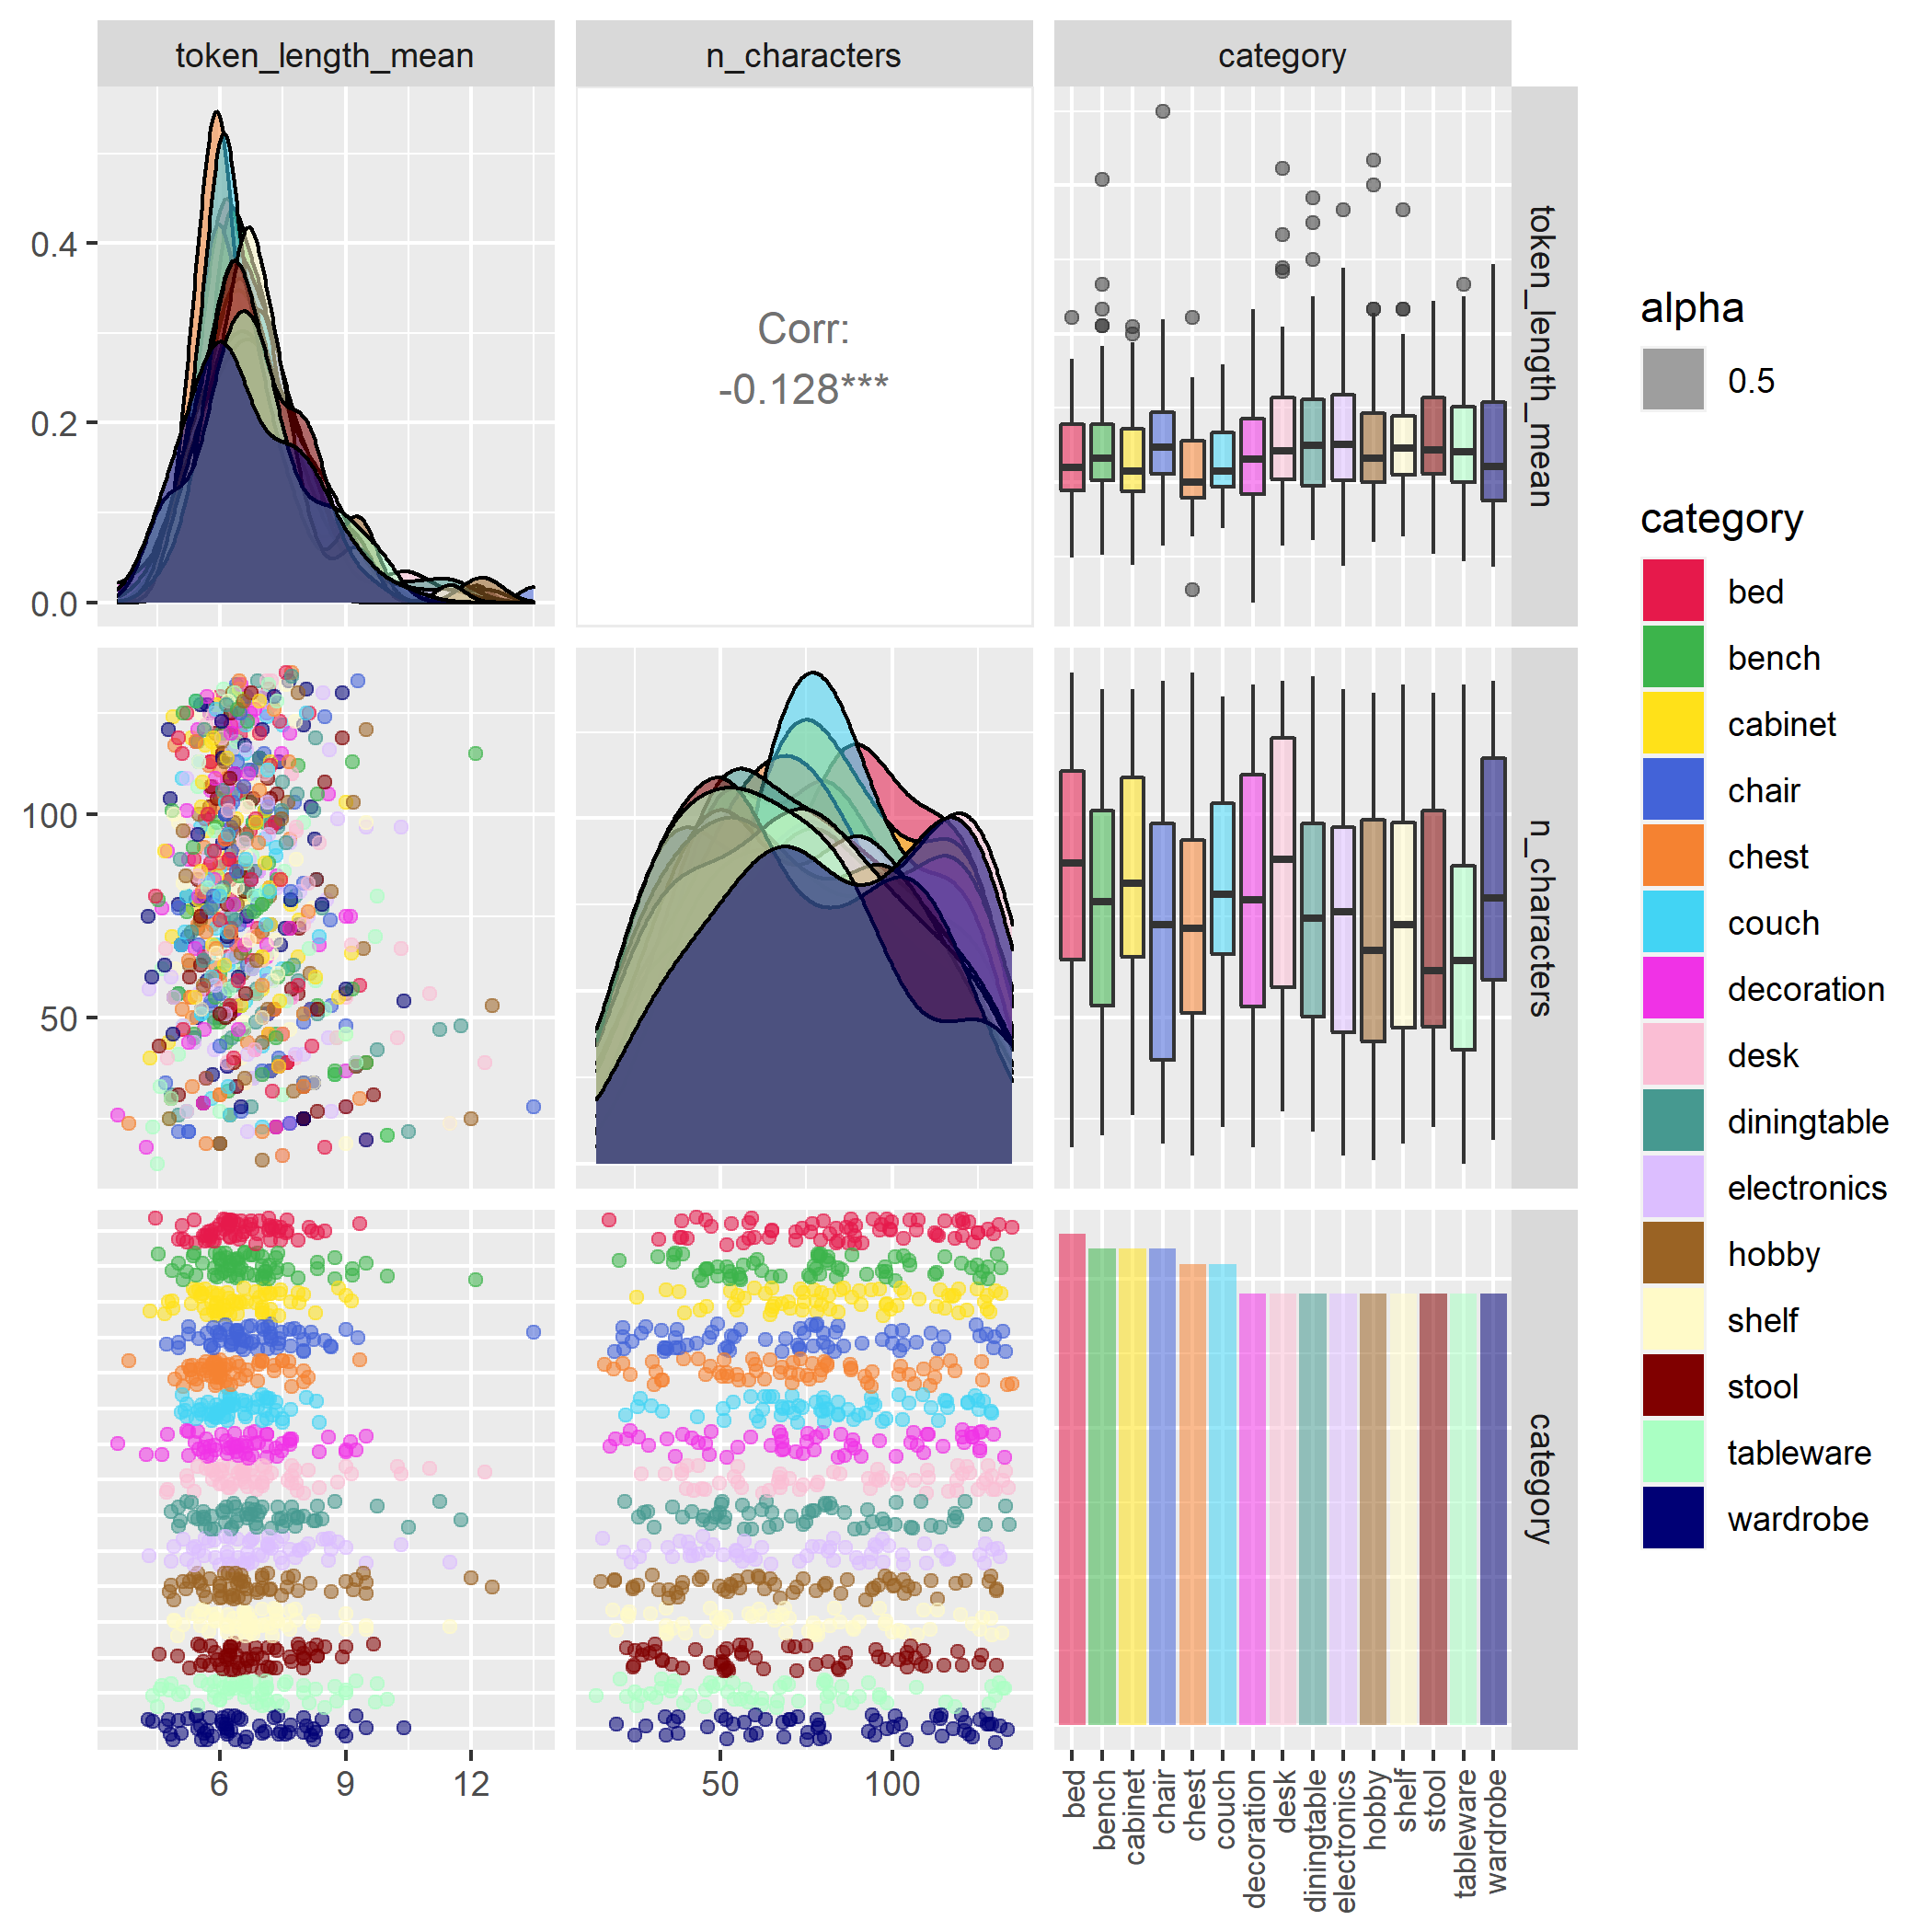 token_length_mean
n_characters
category
0.4
0.2
0.0
Corr:
-0.128***
token_length_mean
100
50
n_characters
category
6
9
12
50
100
bed
bench
cabinet
chair
chest
couch
decoration
desk
diningtable
electronics
hobby
shelf
stool
tableware
wardrobe
alpha
0.5
category
bed
bench
cabinet
chair
chest
couch
decoration
desk
diningtable
electronics
hobby
shelf
stool
tableware
wardrobe